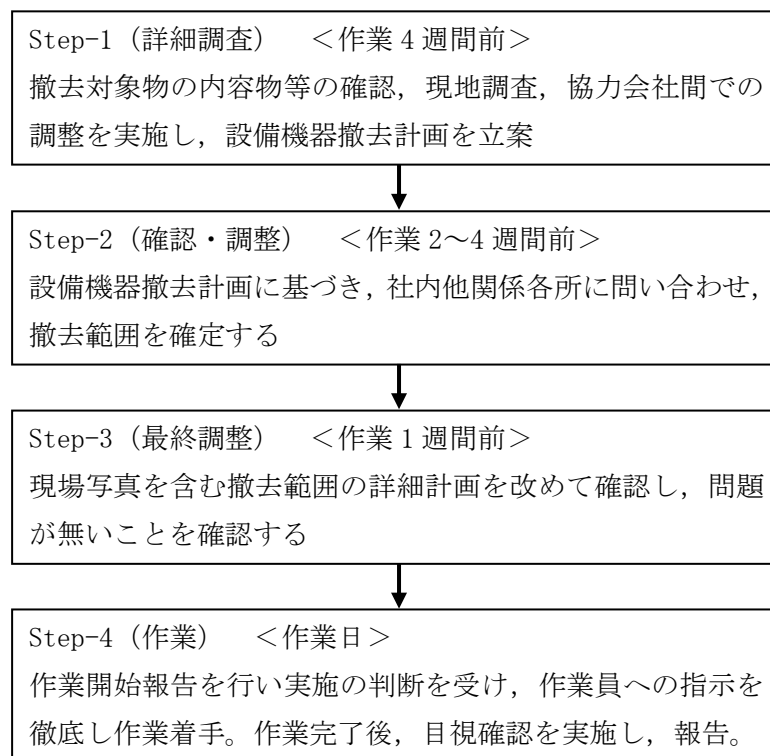 Step-1（詳細調査）　＜作業 4 週間前＞
撤去対象物の内容物等の確認，現地調査，協力会社間での
調整を実施し，設備機器撤去計画を立案
Step-2（確認・調整）　＜作業 2～4 週間前＞
設備機器撤去計画に基づき，社内他関係各所に問い合わせ，
撤去範囲を確定する
Step-3（最終調整）　＜作業 1 週間前＞
現場写真を含む撤去範囲の詳細計画を改めて確認し，問題
が無いことを確認する
Step-4（作業）　＜作業日＞
作業開始報告を行い実施の判断を受け，作業員への指示を
徹底し作業着手。作業完了後，目視確認を実施し，報告。